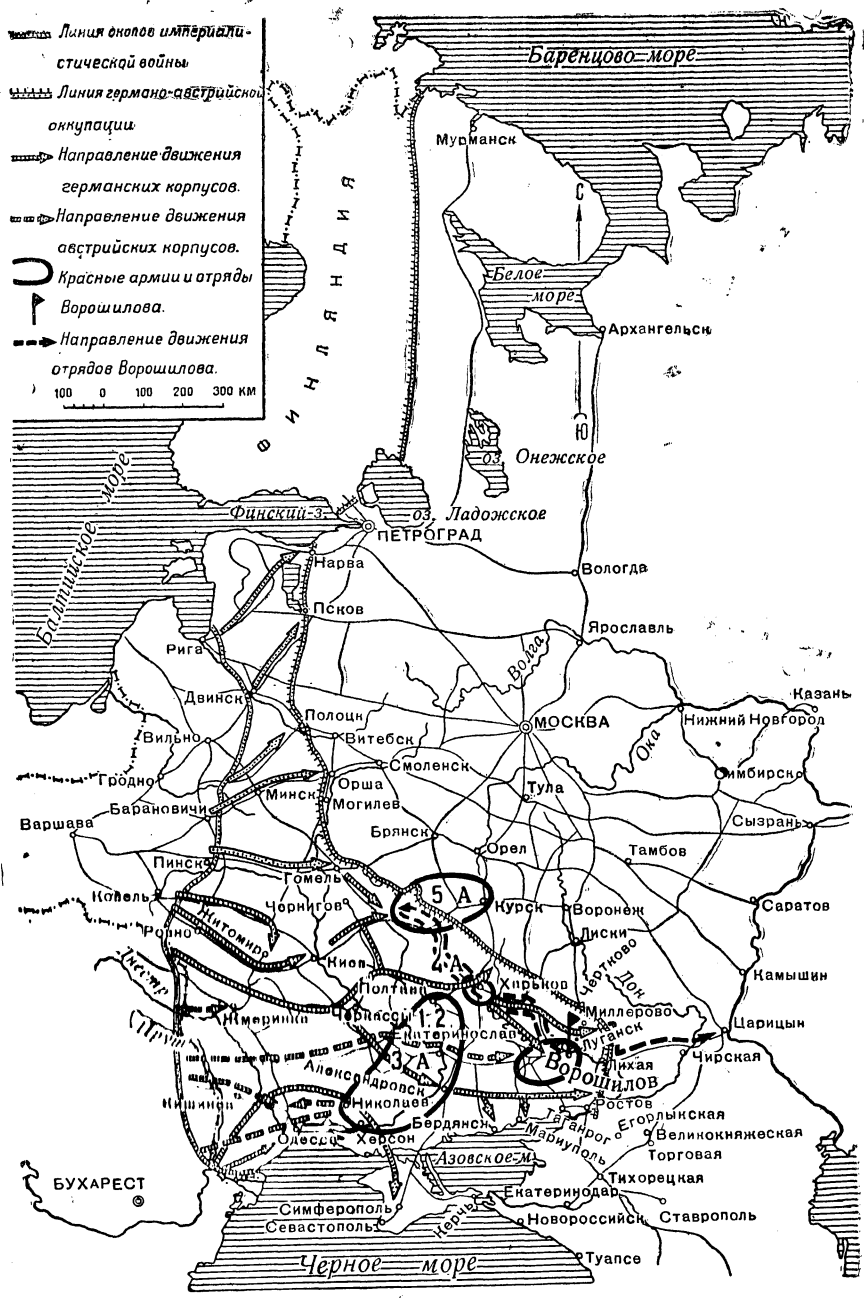 Линия окопов империали-
стической войны
Линия германо-австрийской
оккупации
Направление движения
германских корпусов.
Направление движения
австрийских корпусов.
Красные армии и отряды
Ворошилова.
Направление движения
отрядов Ворошилова.
100 0 100 200 300 КМ
Баренцово море
Мурманск
ФИНЛЯНДИЯ
С
Белое
море
Архангельск
Ю
оз. Онежское
Балтийское море
Финский з.
оз. Ладожское
ПЕТРОГРАД
Нарва
Вологда
Псков
Ярославль
Рига
Волга
Двинск
Казань
Полоцк
МОСКВА
Нижний Новгород
Вильно
Витебск
Ока
Смоленск
Гродно
Орша
Симбирск
Минск
Могилев
Тула
Барановичи
Варшава
Брянск
Сызрань
Орел
Тамбов
Пинск
Гомель
5 А
Ковель
Чернигов
Курск
Воронеж
Саратов
Житомир
Ровно
Лиски
Киев
4 А
Чертково
Дон
Камышин
Днестр
Полтава
Харьков
Миллерово
Жмеринка
Черкассы
1:2
Царицын
Прут
Екатеринослав
Луганск
Чирская
3 А
Лихая
Ворошилов
Александровск
Кишинев
Николаев
Ростов
Бердянск
Таганрог
Егорлыкская
Одесса
Херсон
Мариуполь
Великокняжеская
Торговая
Азовское м.
БУХАРЕСТ
Тихорецкая
Екатеринодар
Симферополь
Керчь
Ставрополь
Севастополь
Новороссийск
Черное море
Туапсе